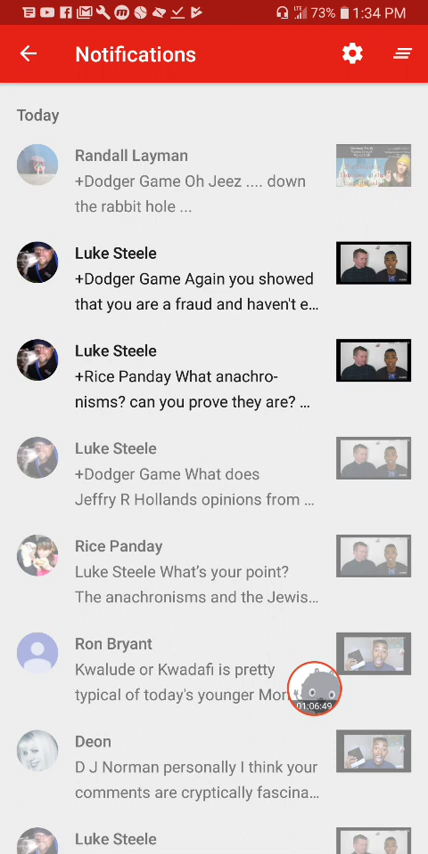 73% 1:34 PM
Notifications
Today
Randall Layman
+Dodger Game Oh Jeez .... down
the rabbit hole ...
Luke Steele
+Dodger Game Again you showed
that you are a fraud and haven't e...
Luke Steele
+Rice Panday What anachro-
nisms? can you prove they are? ...
Luke Steele
+Dodger Game What does
Jeffry R Hollands opinions from ...
Rice Panday
Luke Steele What's your point?
The anachronisms and the Jewis...
Ron Bryant
Kwalude or Kwadafi is pretty
typical of today's younger Mor
01:06:49
Deon
D J Norman personally I think your
comments are cryptically fascina...
Luke Steele